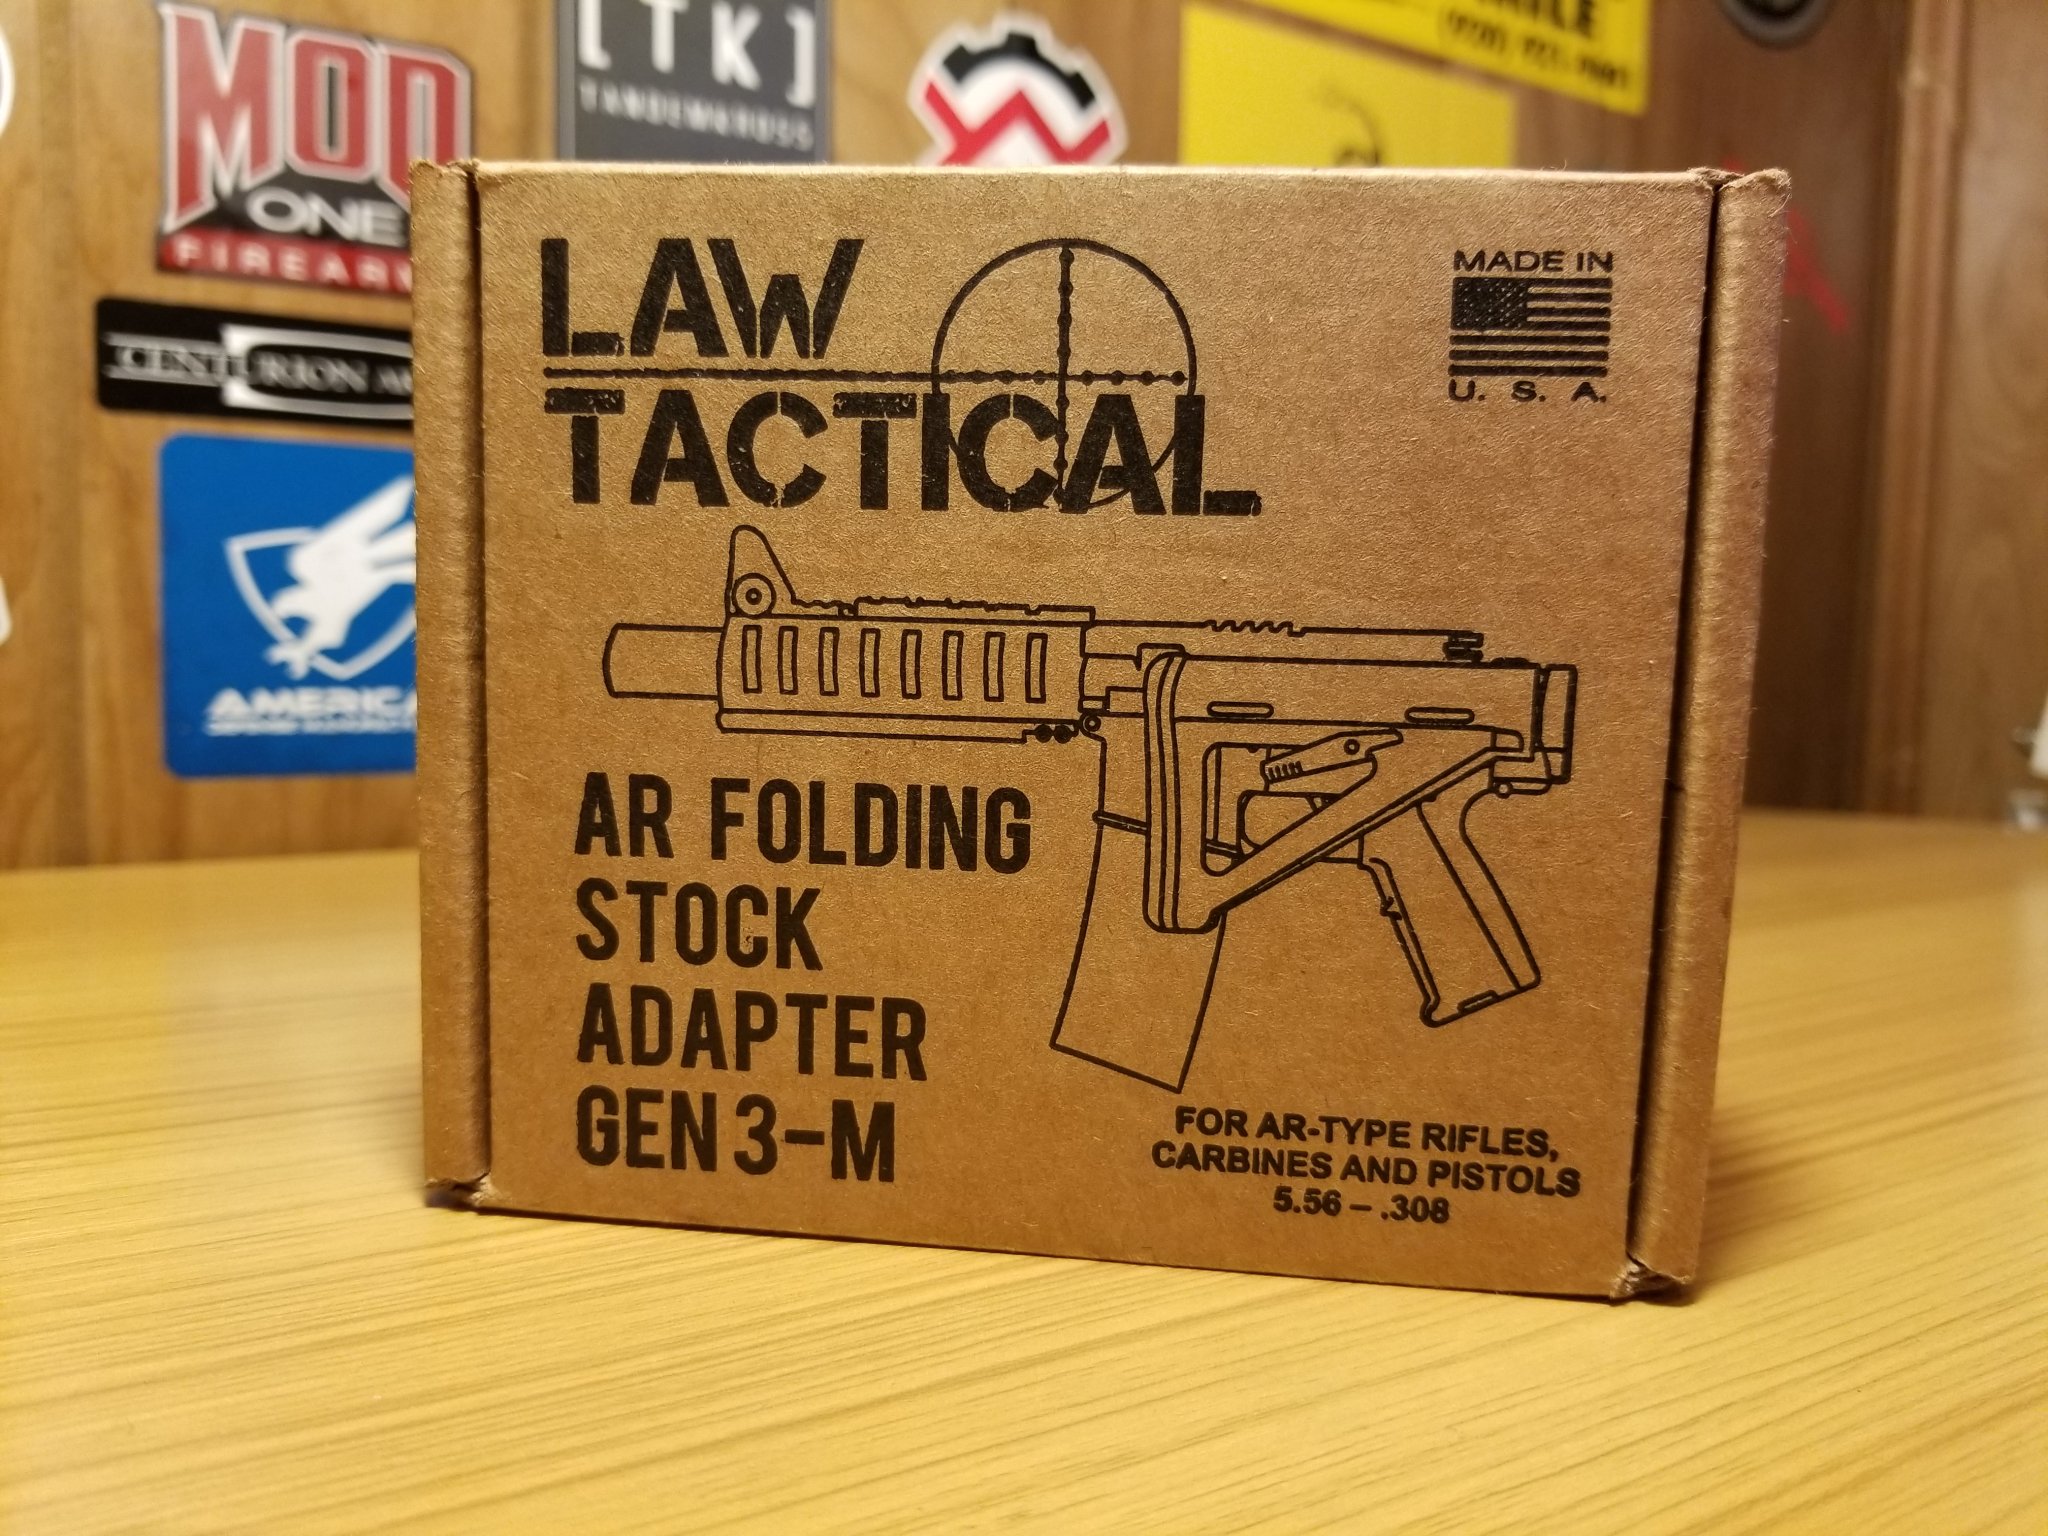 MOD
ONE
[TK]
TANDEMKROSS
LAW
TACTICAL
MADE IN
U. S. A.
AR FOLDING
STOCK
ADAPTER
GEN 3-M
FOR AR-TYPE RIFLES,
CARBINES AND PISTOLS
5.56 – .308